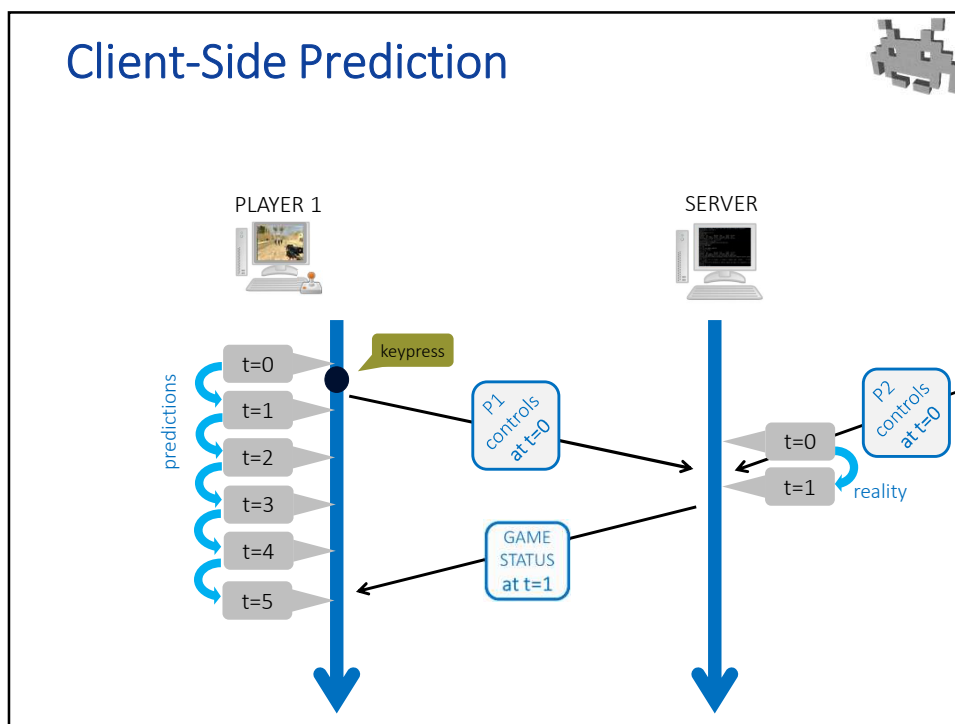 Client-Side Prediction
PLAYER 1
SERVER
keypress
predictions
t=0
t=1
t=2
t=3
t=4
t=5
P1
controls
at t=0
P2
controls
at t=0
t=0
t=1
reality
GAME
STATUS
at t=1